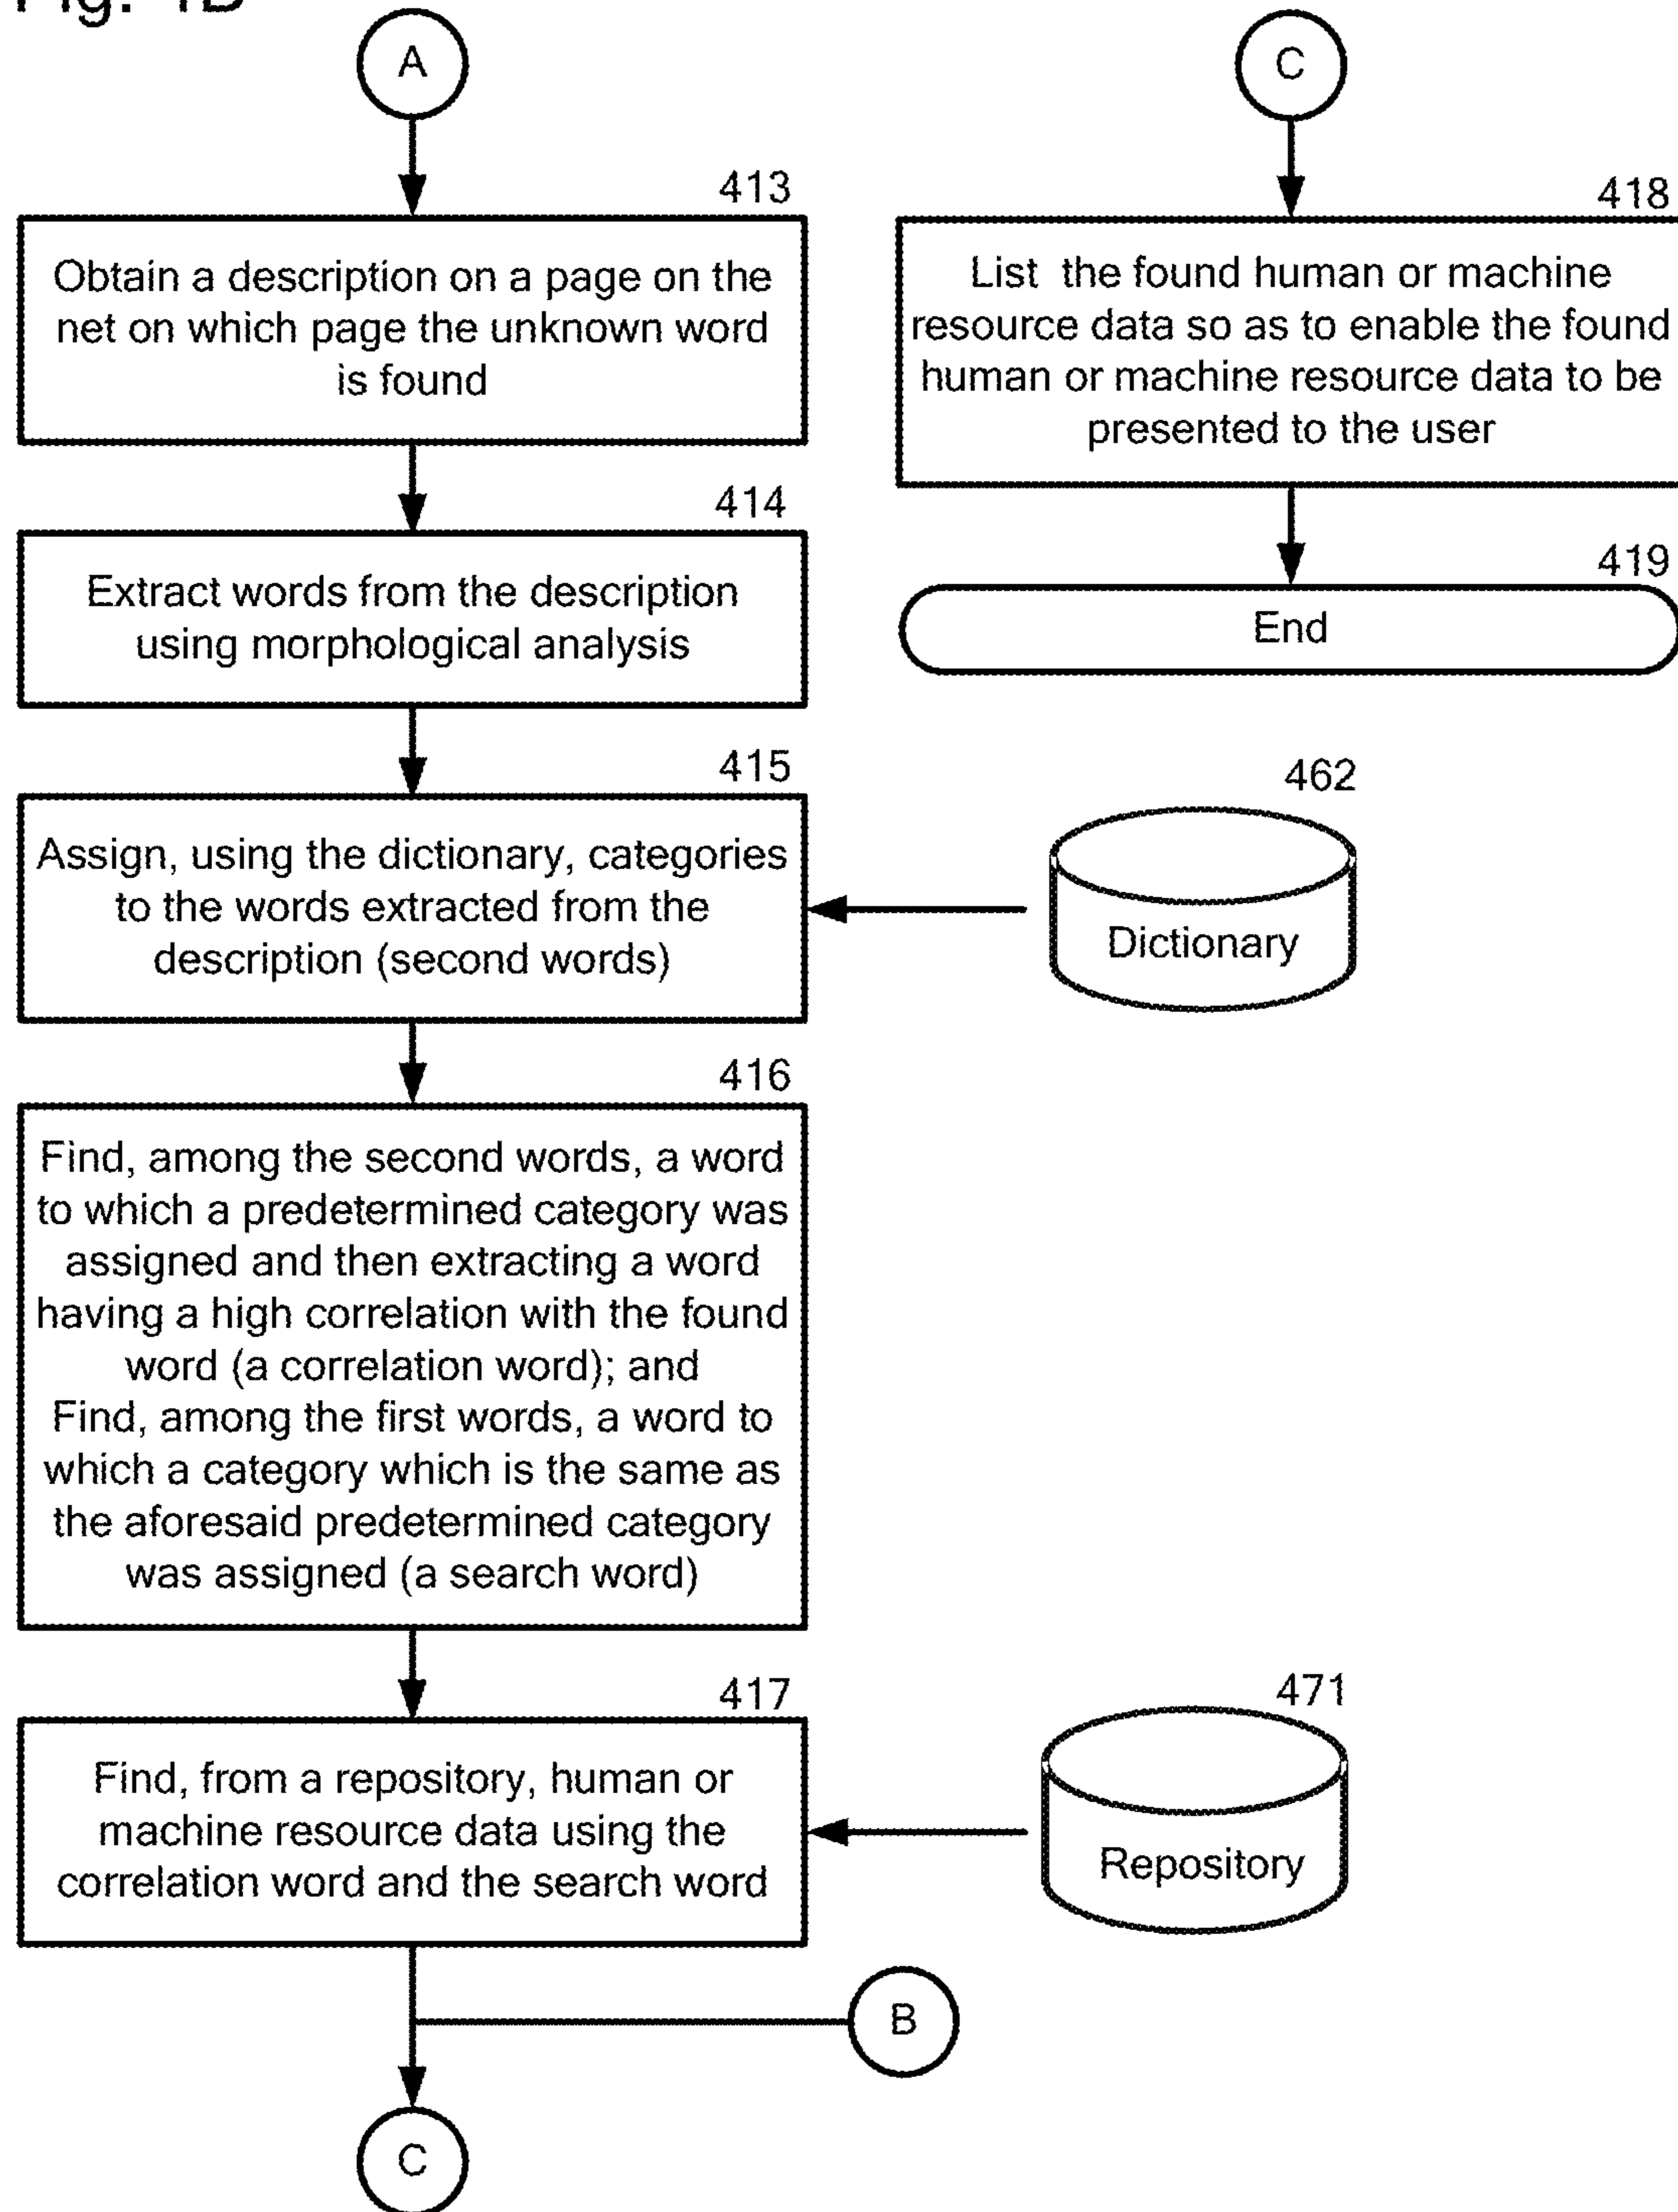 Fig. 4B
A
413
Obtain a description on a page on the
net on which page the unknown word
is found
414
Extract words from the description
using morphological analysis
415
Assign, using the dictionary, categories
to the words extracted from the
description (second words)
462
Dictionary
416
Find, among the second words, a word
to which a predetermined category was
assigned and then extracting a word
having a high correlation with the found
word (a correlation word); and
Find, among the first words, a word to
which a category which is the same as
the aforesaid predetermined category
was assigned (a search word)
417
Find, from a repository, human or
machine resource data using the
correlation word and the search word
471
Repository
B
C
C
418
List the found human or machine
resource data so as to enable the found
human or machine resource data to be
presented to the user
419
End